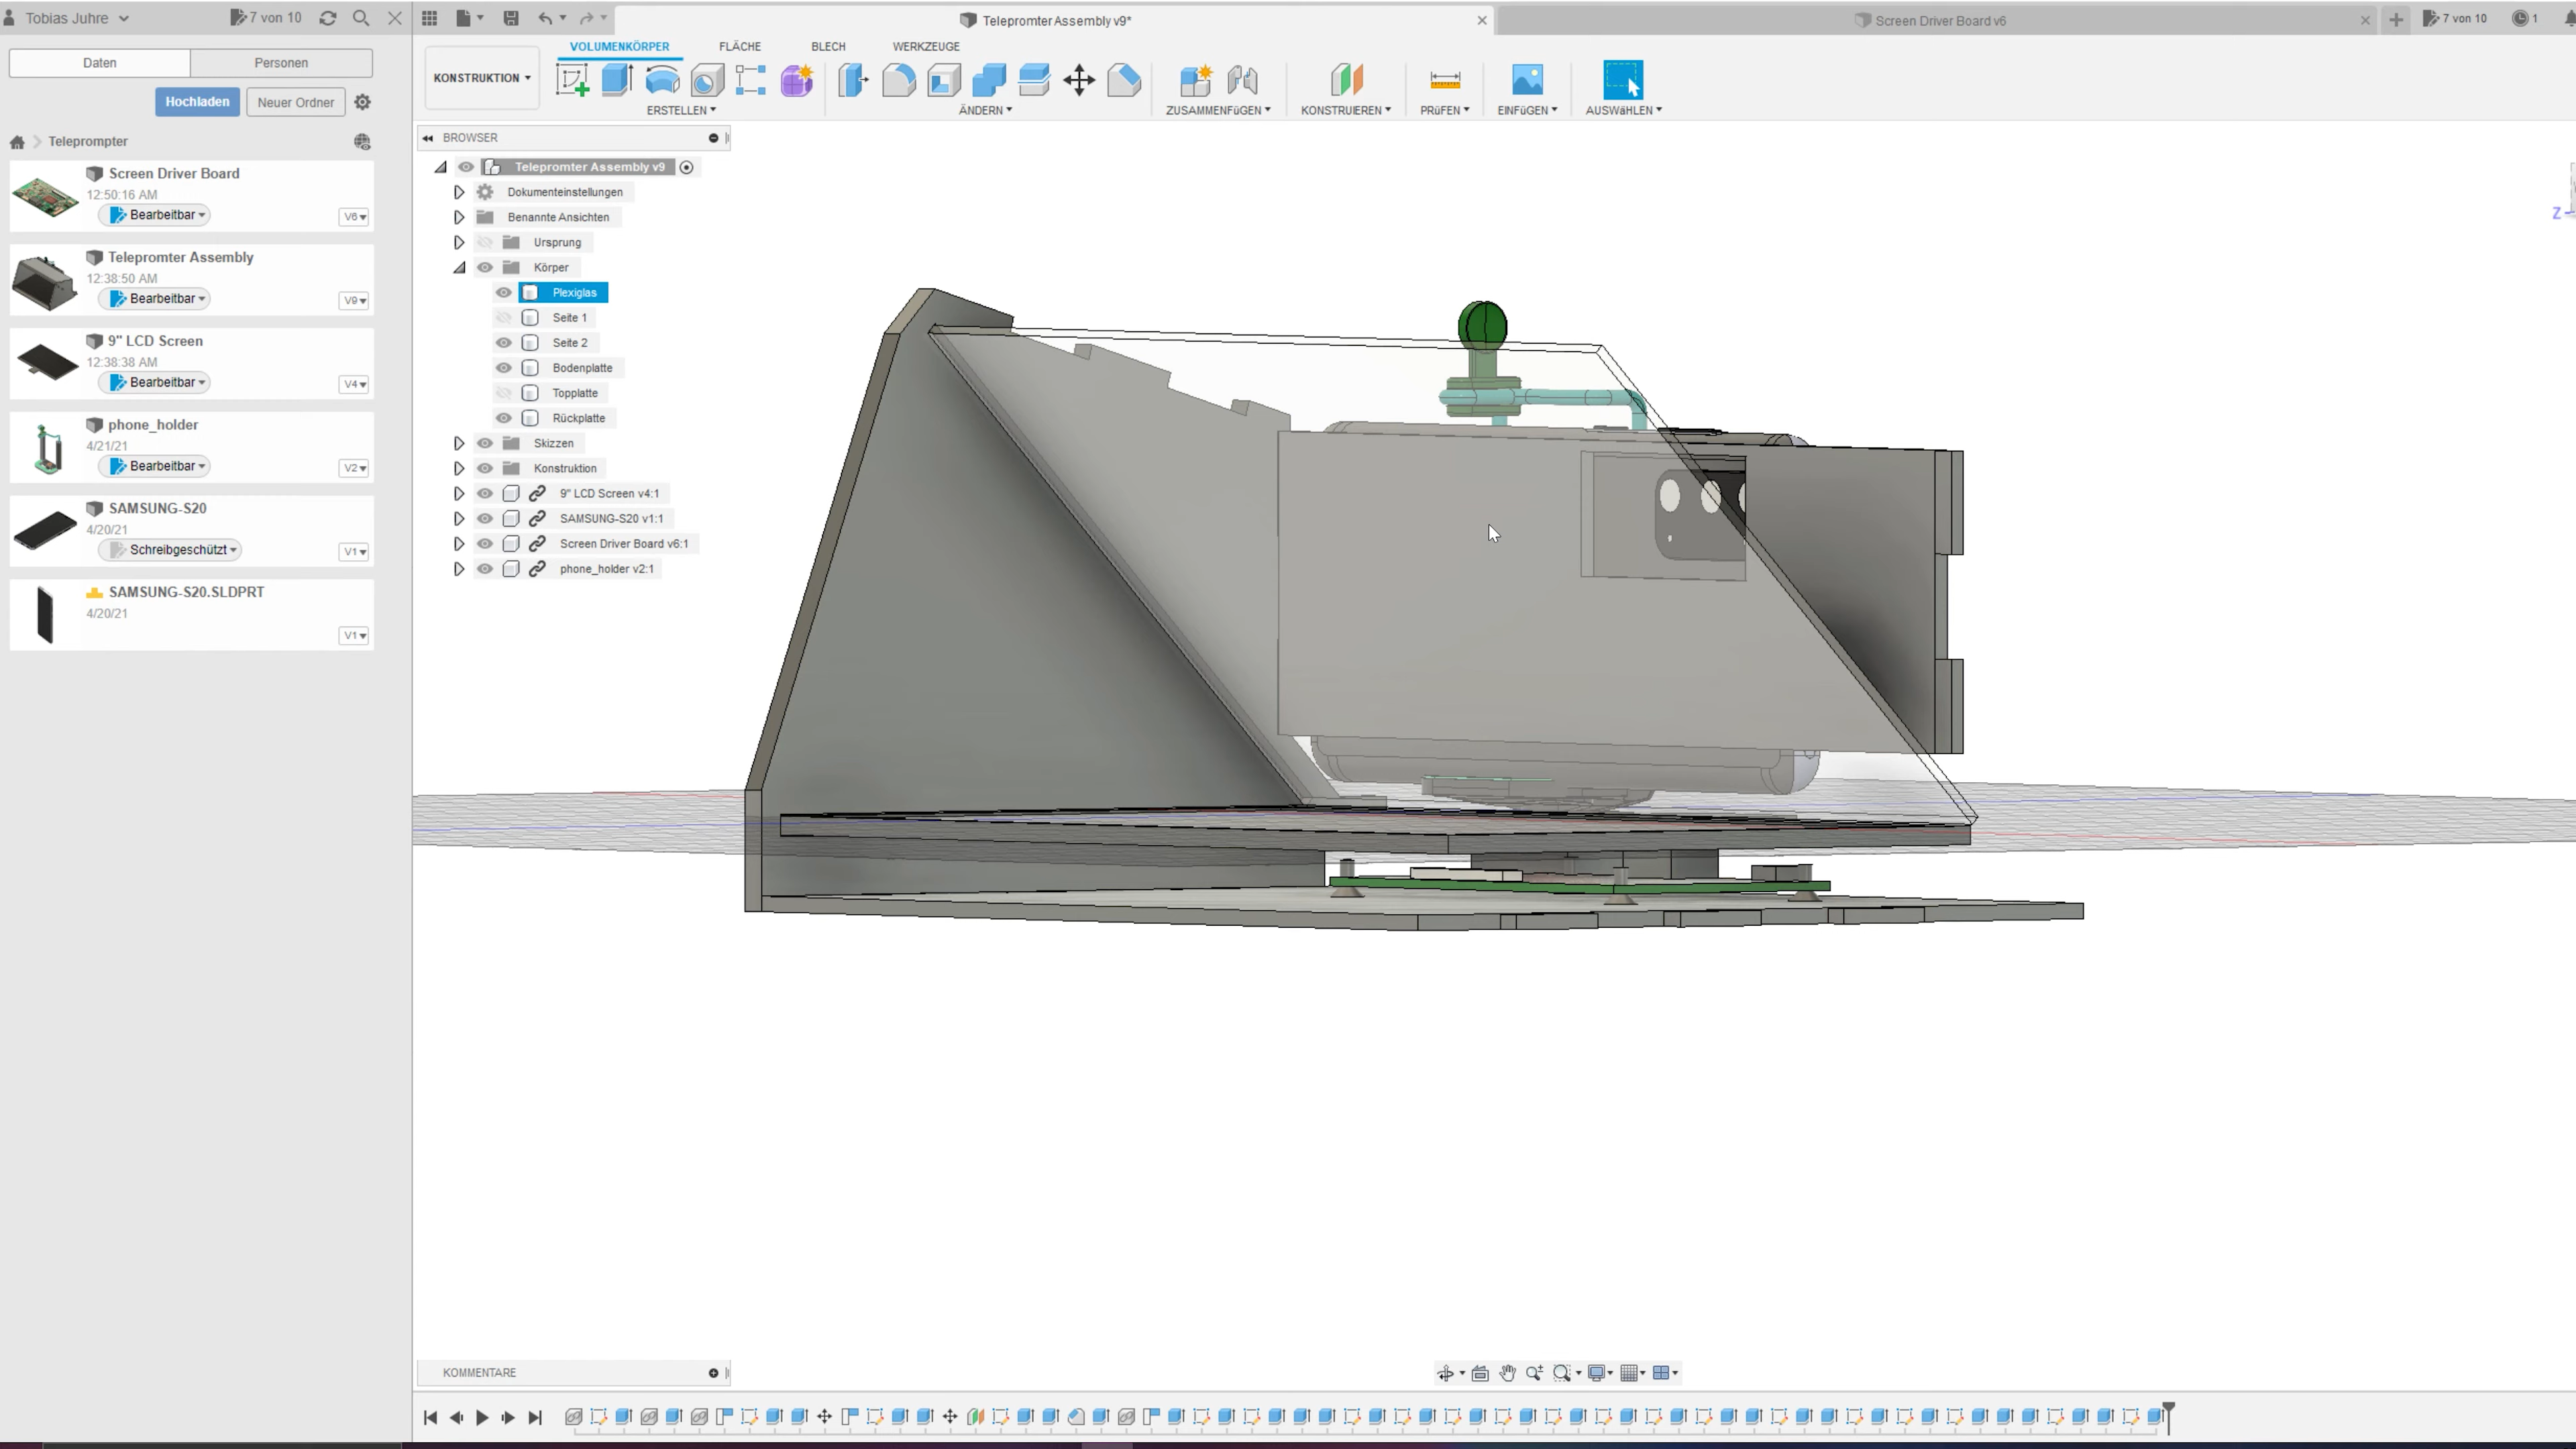 Tobias Juhre
7 von 10
Telepromter Assembly v9*
Screen Driver Board v6
7 von 10
1
Daten
Personen
Hochladen
Neuer Ordner
Teleprompter
Screen Driver Board
12:50:16 AM
Bearbeitbar
V6
Telepromter Assembly
12:38:50 AM
Bearbeitbar
V9
9" LCD Screen
12:38:38 AM
Bearbeitbar
V4
phone_holder
4/21/21
Bearbeitbar
V2
SAMSUNG-S20
4/20/21
Schreibgeschützt
V1
SAMSUNG-S20.SLDPRT
4/20/21
V1
KONSTRUKTION
VOLUMENKÖRPER
FLÄCHE
BLECH
WERKZEUGE
ERSTELLEN
ÄNDERN
ZUSAMMENFüGEN
KONSTRUIEREN
PRüFEN
EINFüGEN
AUSWäHLEN
BROWSER
Telepromter Assembly v9
Dokumenteinstellungen
Benannte Ansichten
Ursprung
Körper
Plexiglas
Seite 1
Seite 2
Bodenplatte
Topplatte
Rückplatte
Skizzen
Konstruktion
9" LCD Screen v4:1
SAMSUNG-S20 v1:1
Screen Driver Board v6:1
phone_holder v2:1
Z
KOMMENTARE